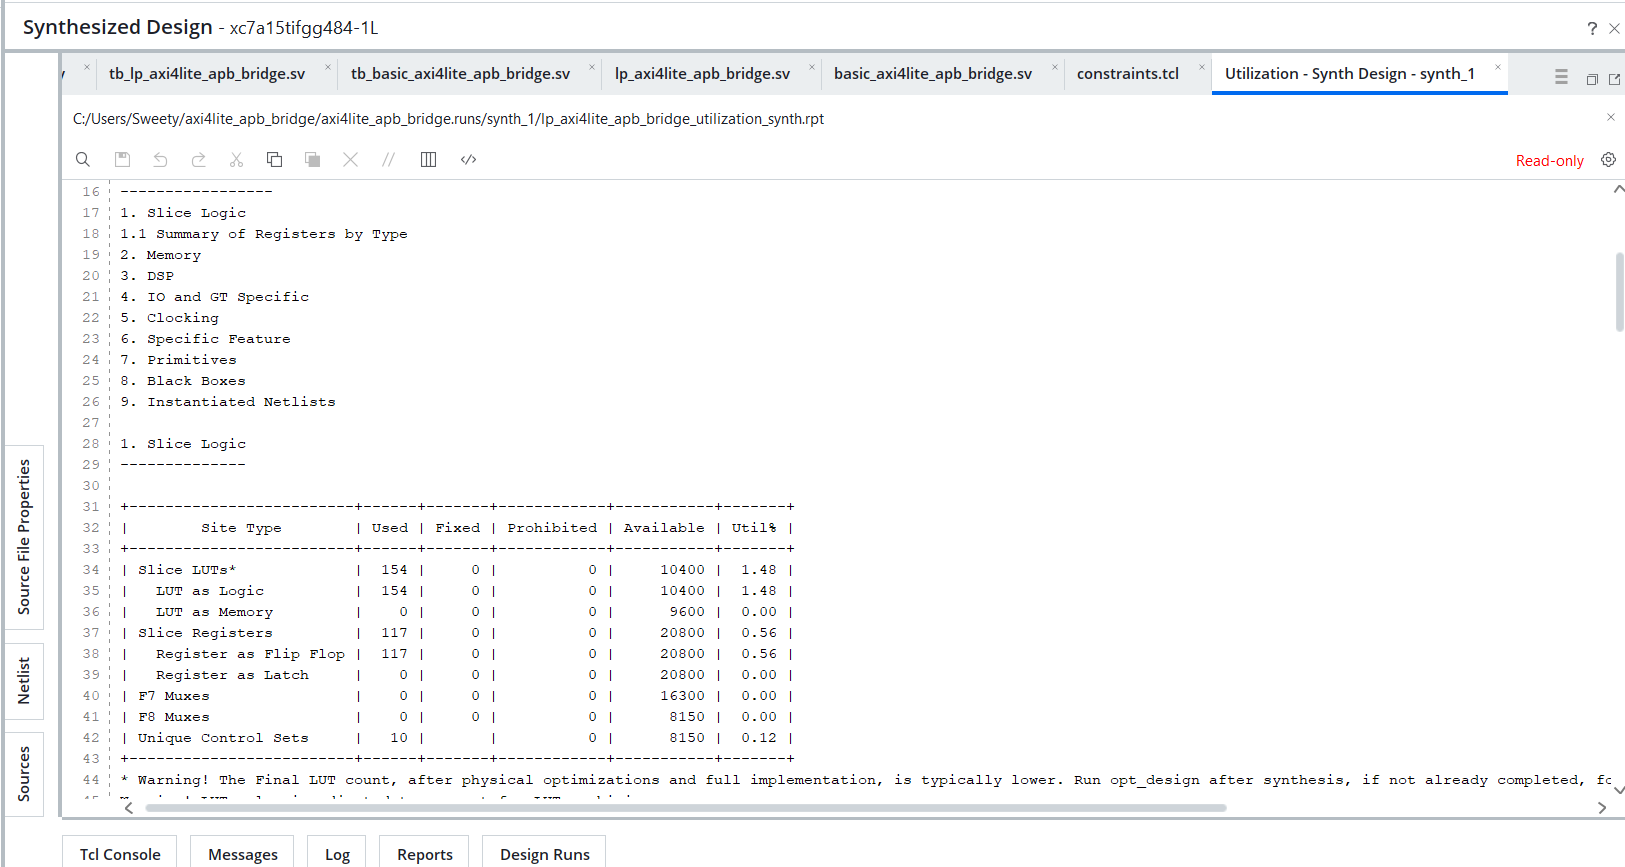 Synthesized Design - xc7a15tifgg484-1L
?
tb_lp_axi4lite_apb_bridge.sv
tb_basic_axi4lite_apb_bridge.sv
lp_axi4lite_apb_bridge.sv
basic_axi4lite_apb_bridge.sv
constraints.tcl
Utilization - Synth Design - synth_1
C:/Users/Sweety/axi4lite_apb_bridge/axi4lite_apb_bridge.runs/synth_1/lp_axi4lite_apb_bridge_utilization_synth.rpt
Read-only
16 -----------------
17 1. Slice Logic
18 1.1 Summary of Registers by Type
19 2. Memory
20 3. DSP
21 4. IO and GT Specific
22 5. Clocking
23 6. Specific Feature
24 7. Primitives
25 8. Black Boxes
26 9. Instantiated Netlists
27
28 1. Slice Logic
29 --------------
30
31 +-------------------------+------+-------+------------+-----------+-------+
32 |        Site Type        | Used | Fixed | Prohibited | Available | Util% |
33 +-------------------------+------+-------+------------+-----------+-------+
34 | Slice LUTs*             |  154 |     0 |          0 |     10400 |  1.48 |
35 |   LUT as Logic          |  154 |     0 |          0 |     10400 |  1.48 |
36 |   LUT as Memory         |    0 |     0 |          0 |      9600 |  0.00 |
37 | Slice Registers         |  117 |     0 |          0 |     20800 |  0.56 |
38 |   Register as Flip Flop |  117 |     0 |          0 |     20800 |  0.56 |
39 |   Register as Latch     |    0 |     0 |          0 |     20800 |  0.00 |
40 | F7 Muxes                |    0 |     0 |          0 |     16300 |  0.00 |
41 | F8 Muxes                |    0 |     0 |          0 |      8150 |  0.00 |
42 | Unique Control Sets     |   10 |       |          0 |      8150 |  0.12 |
43 +-------------------------+------+-------+------------+-----------+-------+
44 * Warning! The Final LUT count, after physical optimizations and full implementation, is typically lower. Run opt_design after synthesis, if not already completed, fo
Source File Properties
Netlist
Sources
Tcl Console
Messages
Log
Reports
Design Runs